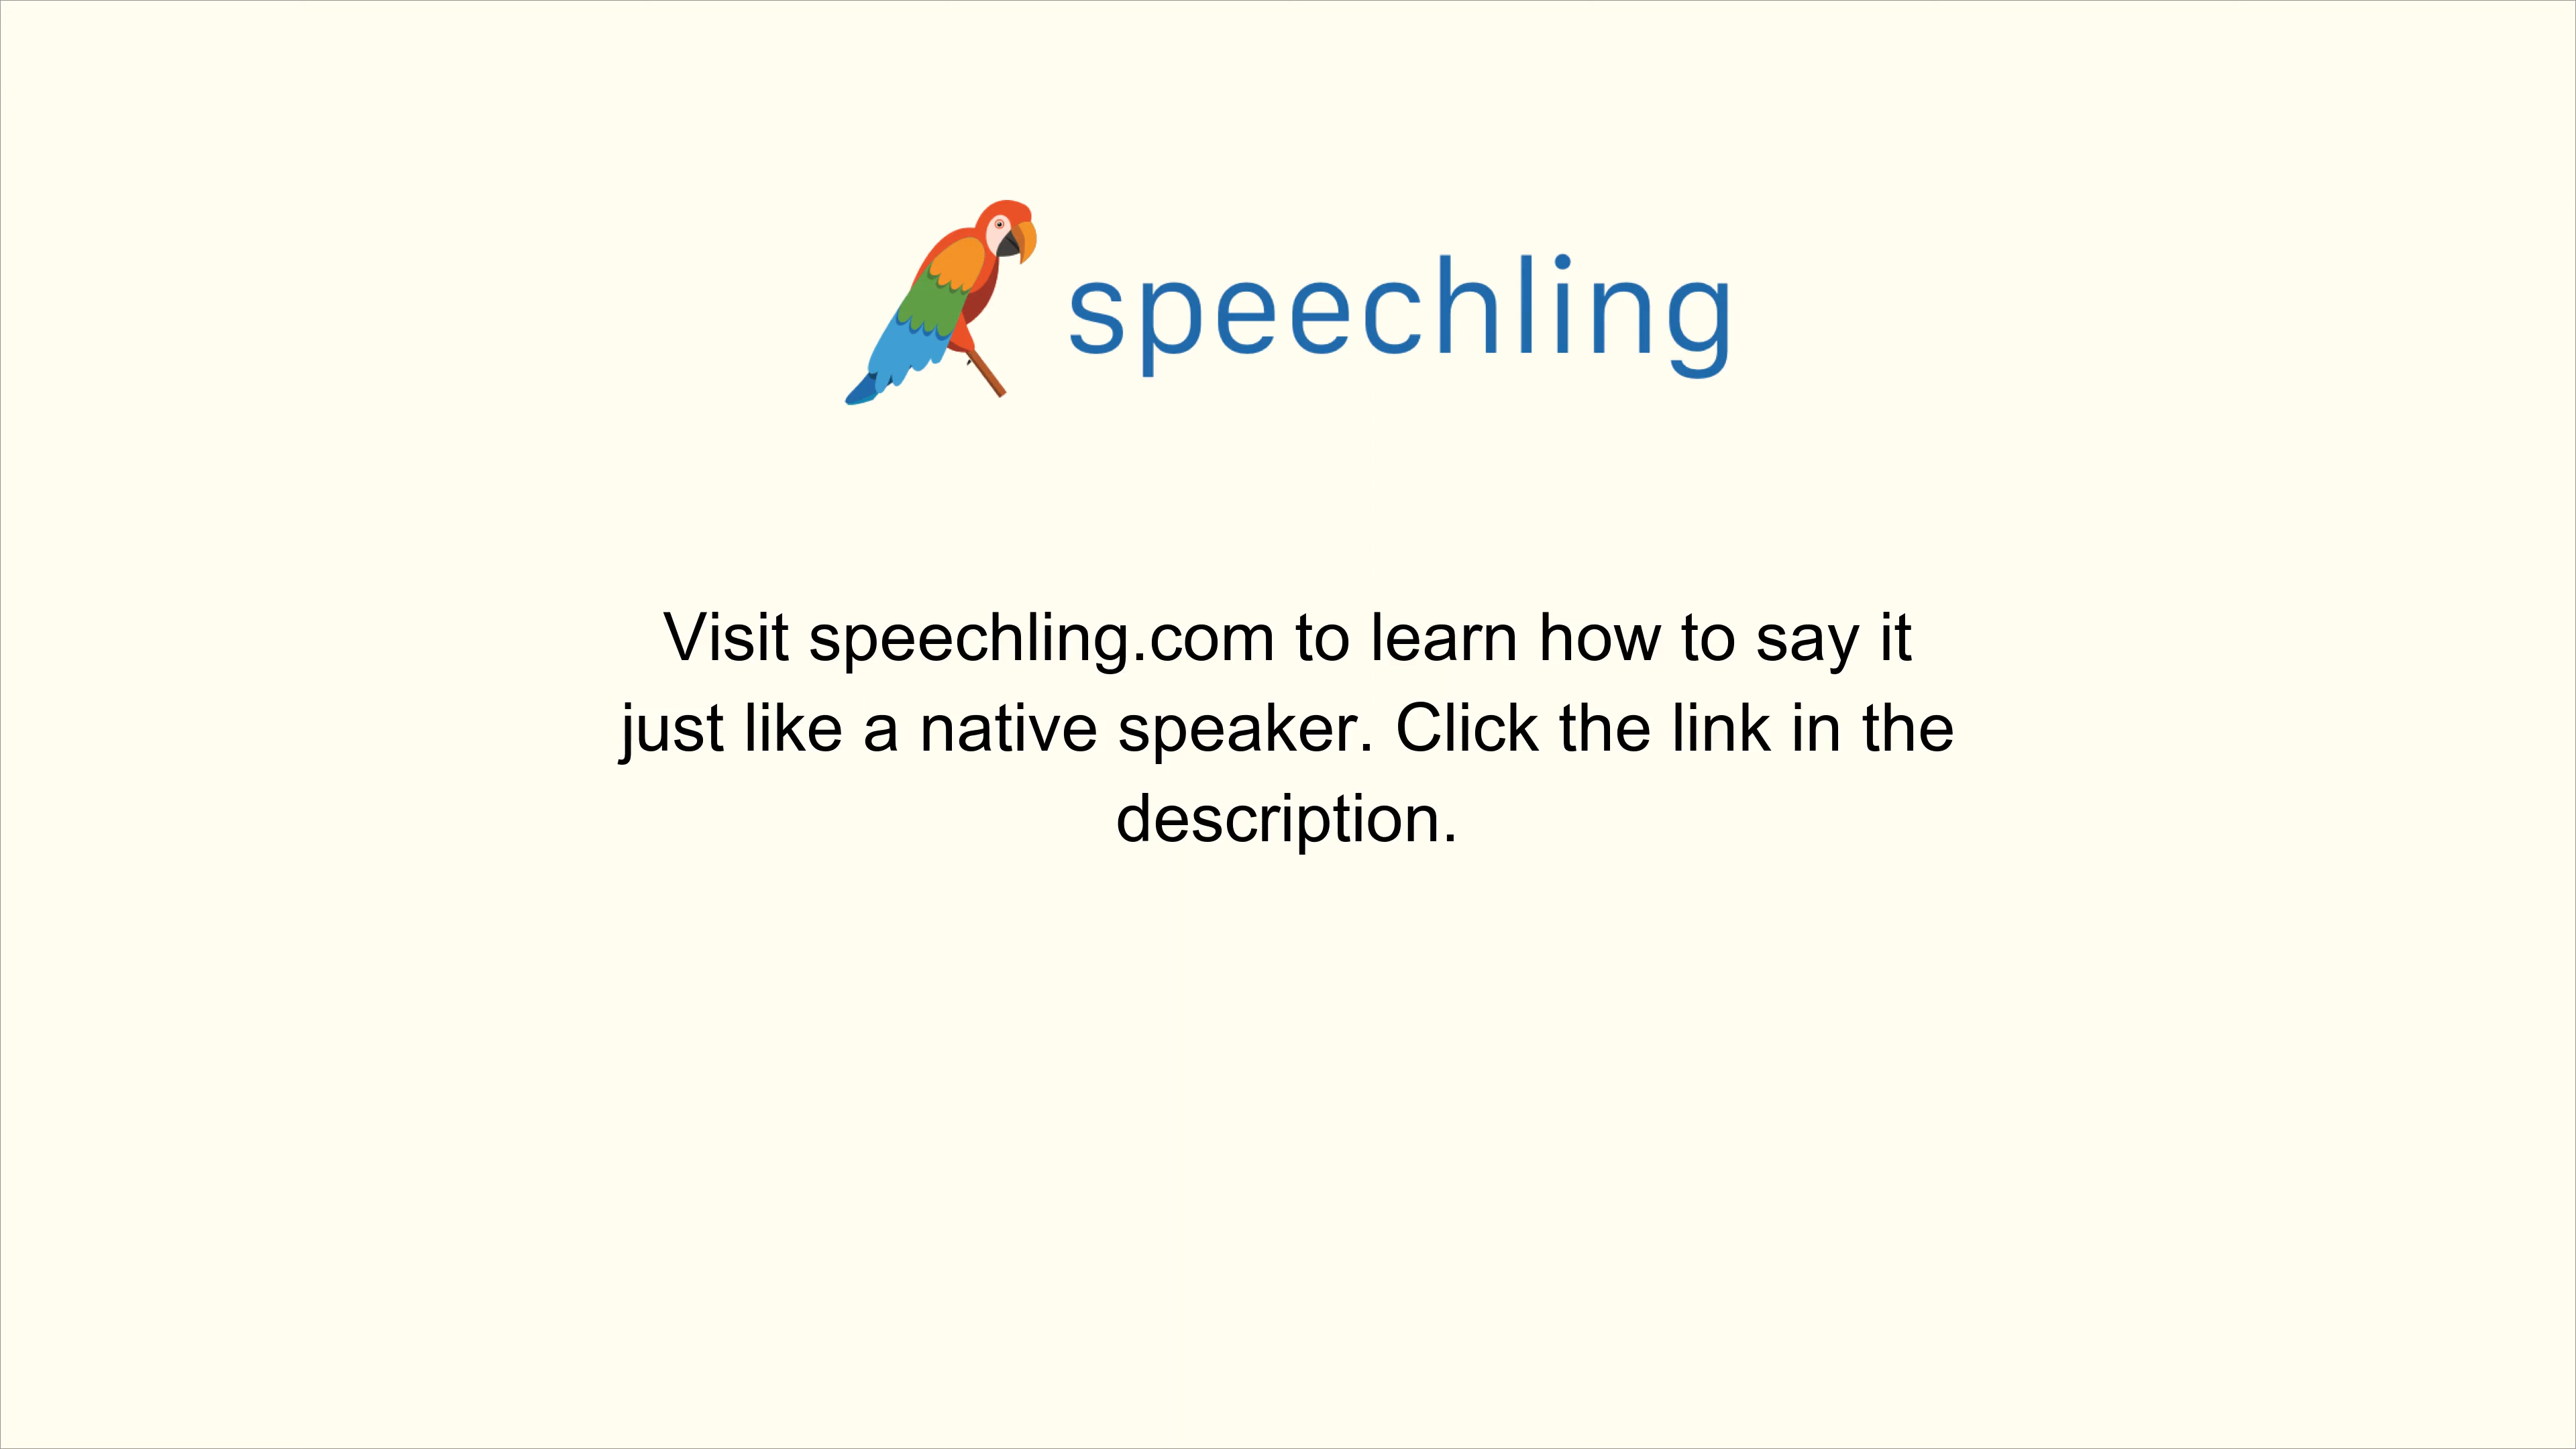 speechling
Visit speechling.com to learn how to say it
just like a native speaker. Click the link in the
description.